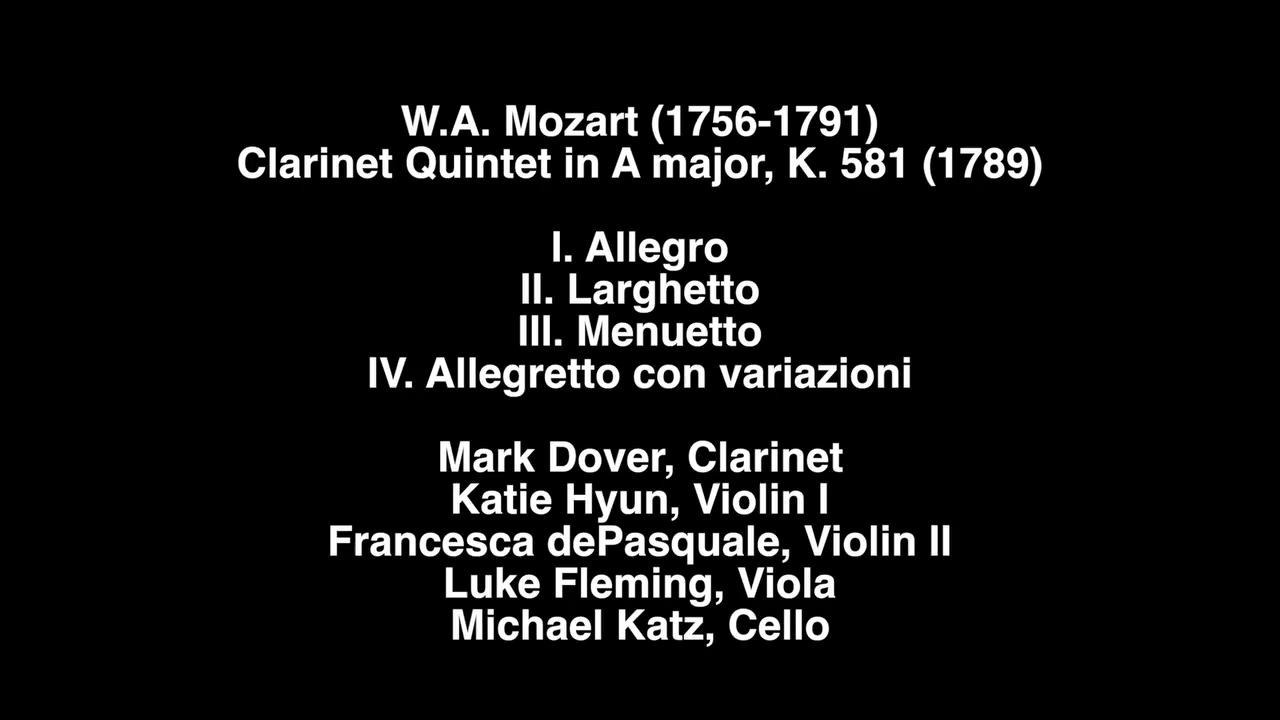 W.A. Mozart (1756-1791)
Clarinet Quintet in A major, K. 581 (1789)
I. Allegro
II. Larghetto
III. Menuetto
IV. Allegretto con variazioni
Mark Dover, Clarinet
Katie Hyun, Violin I
Francesca dePasquale, Violin II
Luke Fleming, Viola
Michael Katz, Cello